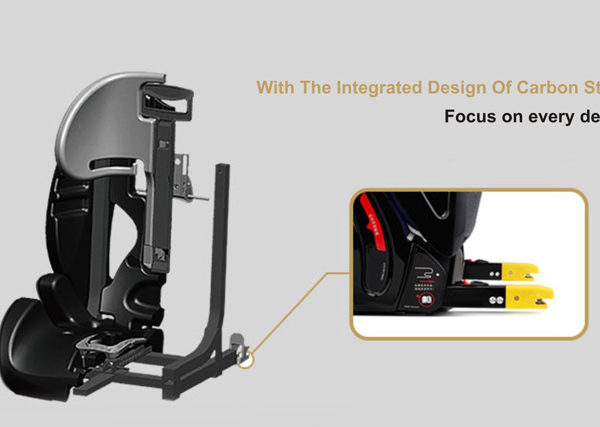 With The Integrated Design Of Carbon St
Focus on every de